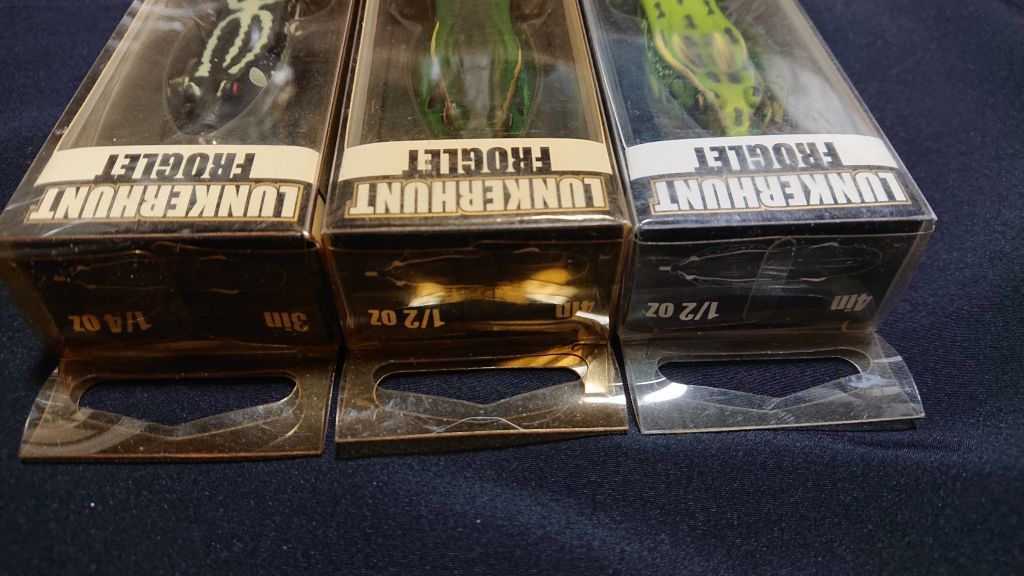 LUNKERHUNT
FROGLET
1/4 oz
3in
LUNKERHUNT
FROGLET
1/2 oz
4in
LUNKERHUNT
FROGLET
1/2 oz
4in